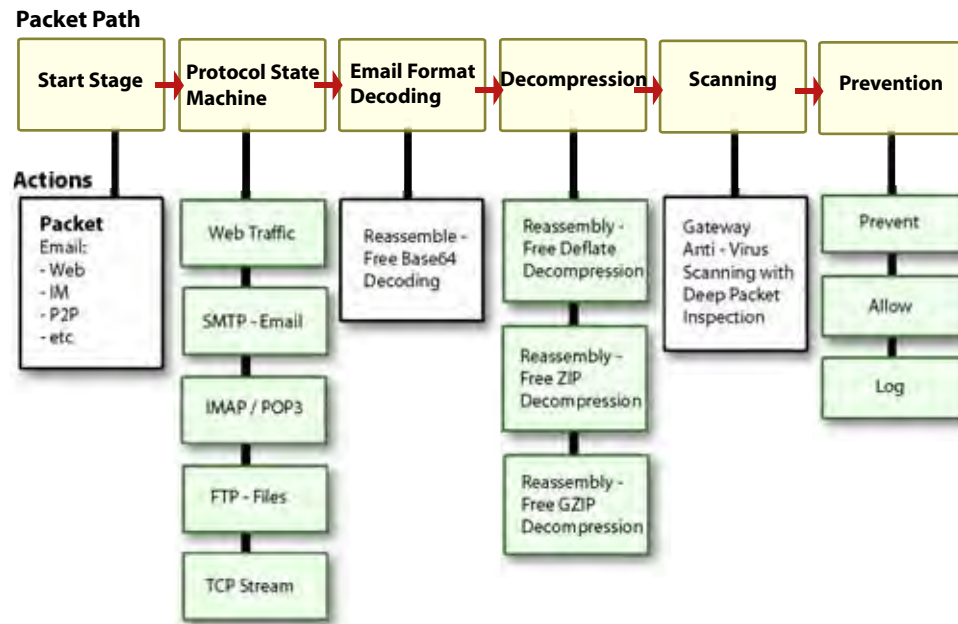 Packet Path
Start Stage
Protocol State
Machine
Email Format
Decoding
Decompression
Scanning
Prevention
Actions
Packet
Email:
- Web
- IM
- P2P
- etc
Web Traffic
SMTP - Email
IMAP / POP3
FTP - Files
TCP Stream
Reassemble -
Free Base64
Decoding
Reassembly -
Free Deflate
Decompression
Reassembly -
Free ZIP
Decompression
Reassembly -
Free GZIP
Decompression
Gateway
Anti - Virus
Scanning with
Deep Packet
Inspection
Prevent
Allow
Log